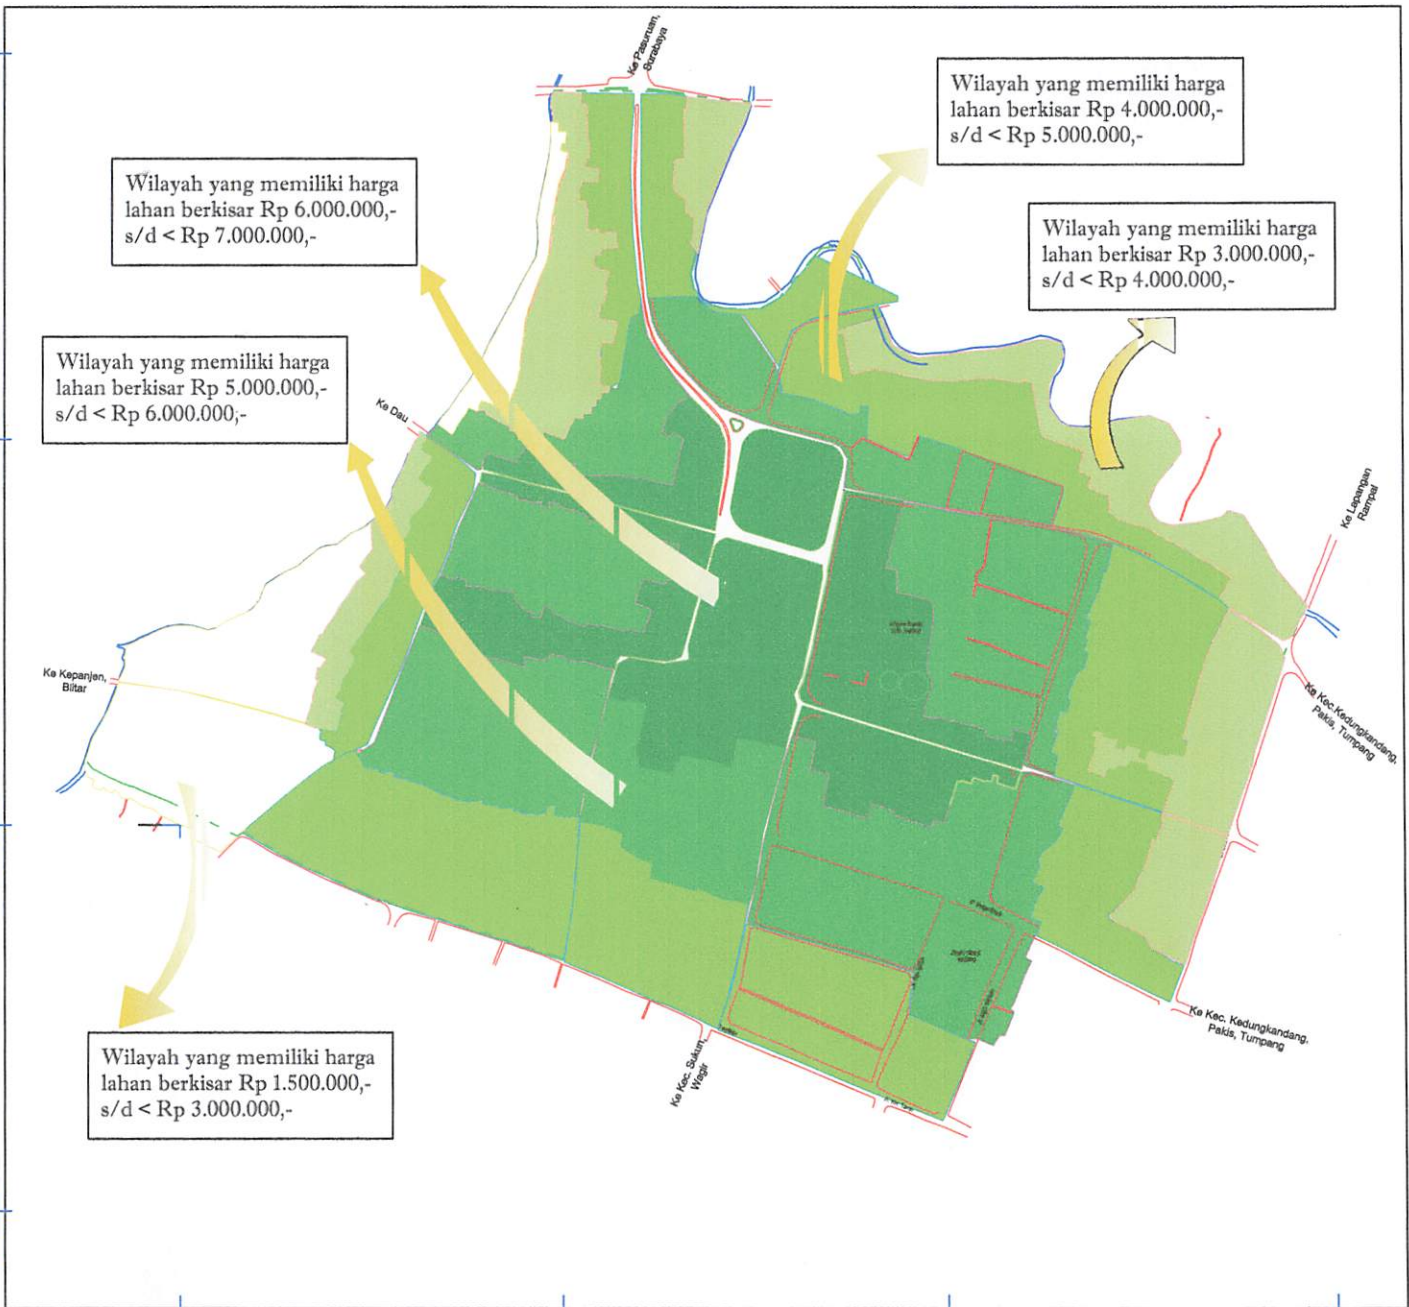 Ke Pasuruan,
Surabaya
Wilayah yang memiliki harga
lahan berkisar Rp 4.000.000,-
s/d < Rp 5.000.000,-
Wilayah yang memiliki harga
lahan berkisar Rp 6.000.000,-
s/d < Rp 7.000.000,-
Wilayah yang memiliki harga
lahan berkisar Rp 3.000.000,-
s/d < Rp 4.000.000,-
Wilayah yang memiliki harga
lahan berkisar Rp 5.000.000,-
s/d < Rp 6.000.000,-
Ke Dau
Ke Lapangan
Rampal
Ke Kepanjen,
Blitar
Ke Kec.Kedungkandang,
Pakis, Tumpang
Ke Kec. Kedungkandang,
Pakis, Tumpang
Ke Kec. Sukun,
Wagir
Wilayah yang memiliki harga
lahan berkisar Rp 1.500.000,-
s/d < Rp 3.000.000,-